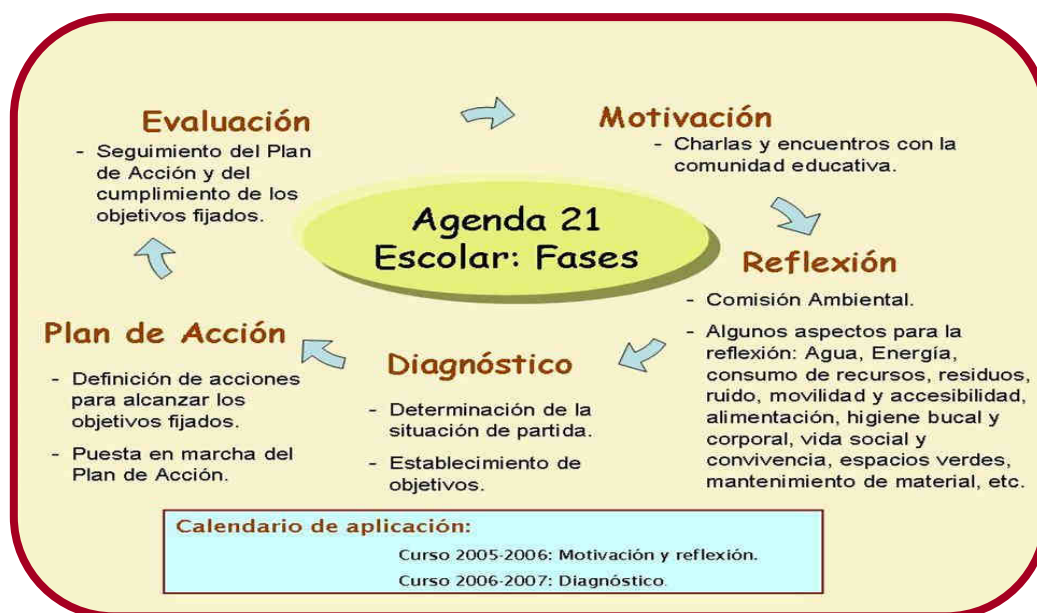 Agenda 21
Escolar: Fases
Motivación
- Charlas y encuentros con la
comunidad educativa.
Reflexión
- Comisión Ambiental.
- Algunos aspectos para la
reflexión: Agua, Energía,
consumo de recursos, residuos,
ruido, movilidad y accesibilidad,
alimentación, higiene bucal y
corporal, vida social y
convivencia, espacios verdes,
mantenimiento de material, etc.
Diagnóstico
- Determinación de la
situación de partida.
- Establecimiento de
objetivos.
Plan de Acción
- Definición de acciones
para alcanzar los
objetivos fijados.
- Puesta en marcha del
Plan de Acción.
Evaluación
- Seguimiento del Plan
de Acción y del
cumplimiento de los
objetivos fijados.
Calendario de aplicación:
Curso 2005-2006: Motivación y reflexión.
Curso 2006-2007: Diagnóstico.